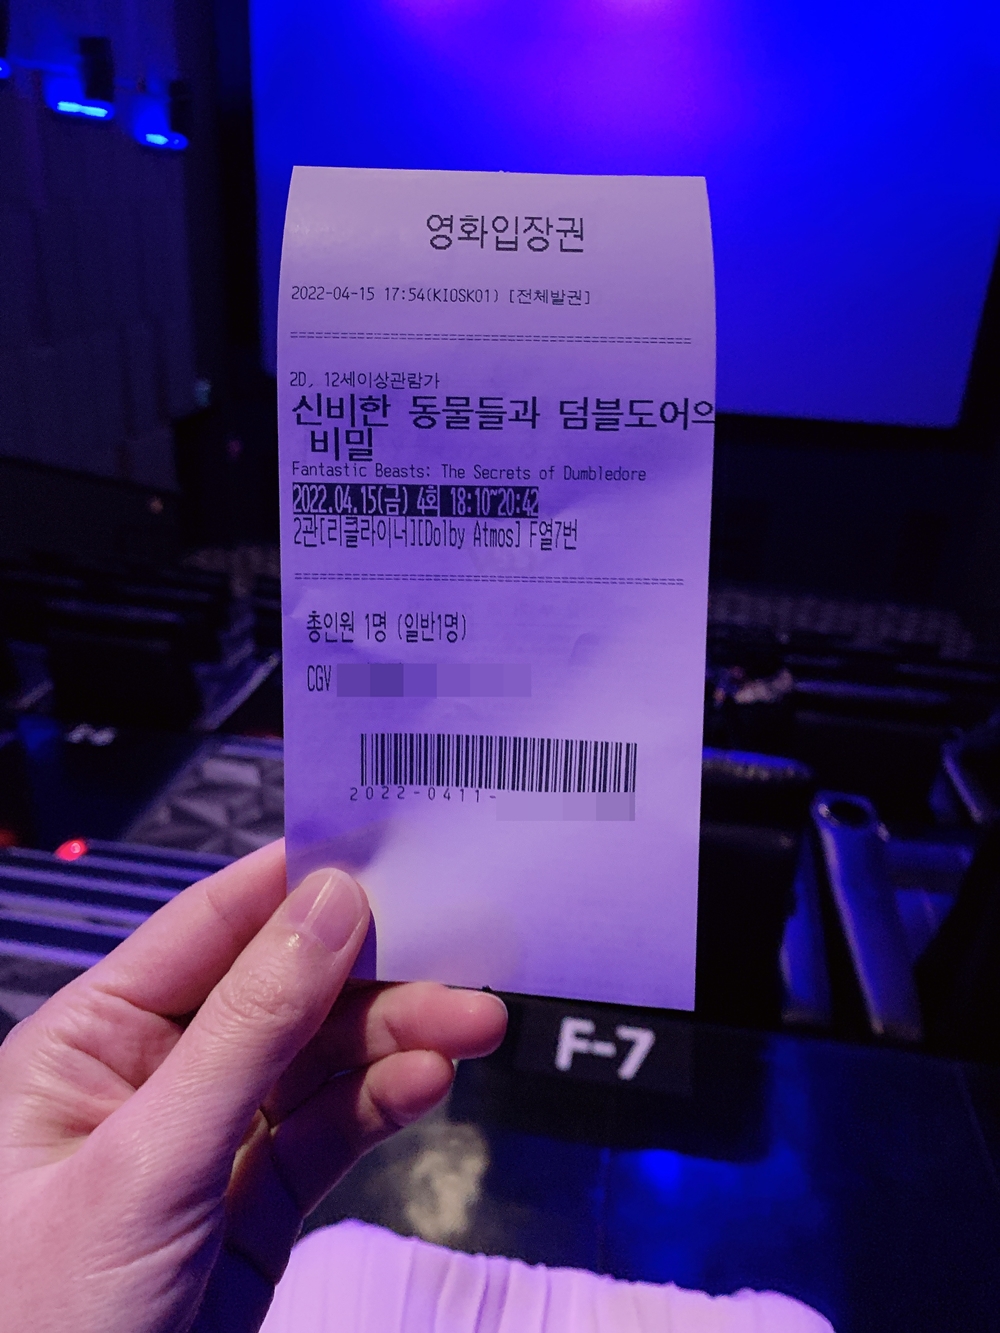 영화입장권
2022-04-15 17:54(KIOSK01) [전체발권]
2D, 12세이상관람가
신비한 동물들과 덤블도어의
비밀
Fantastic Beasts: The Secrets of Dumbledore
2022.04.15(금) 4회 18:10~20:42
2관[리클라이너][Dolby Atmos] F열7번
총인원 1명 (일반1명)
CGV
2022-0411-
F-7